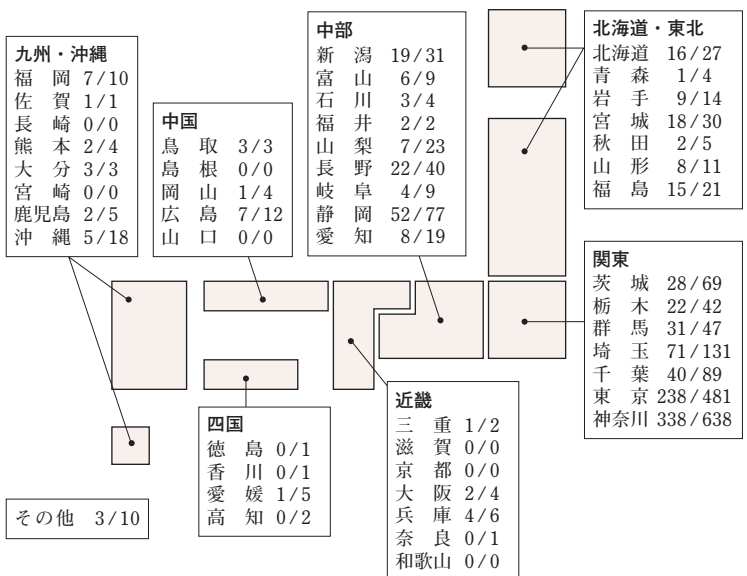 九州・沖縄
福岡 7/10
佐賀 1/1
長崎 0/0
熊本 2/4
大分 3/3
宮崎 0/0
鹿児島 2/5
沖縄 5/18
中国
鳥取 3/3
島根 0/0
岡山 1/4
広島 7/12
山口 0/0
中部
新潟 19/31
富山 6/9
石川 3/4
福井 2/2
山梨 7/23
長野 22/40
岐阜 4/9
静岡 52/77
愛知 8/19
北海道・東北
北海道 16/27
青森 1/4
岩手 9/14
宮城 18/30
秋田 2/5
山形 8/11
福島 15/21
関東
茨城 28/69
栃木 22/42
群馬 31/47
埼玉 71/131
千葉 40/89
東京 238/481
神奈川 338/638
近畿
三重 1/2
滋賀 0/0
京都 0/0
大阪 2/4
兵庫 4/6
奈良 0/1
和歌山 0/0
四国
徳島 0/1
香川 0/1
愛媛 1/5
高知 0/2
その他 3/10